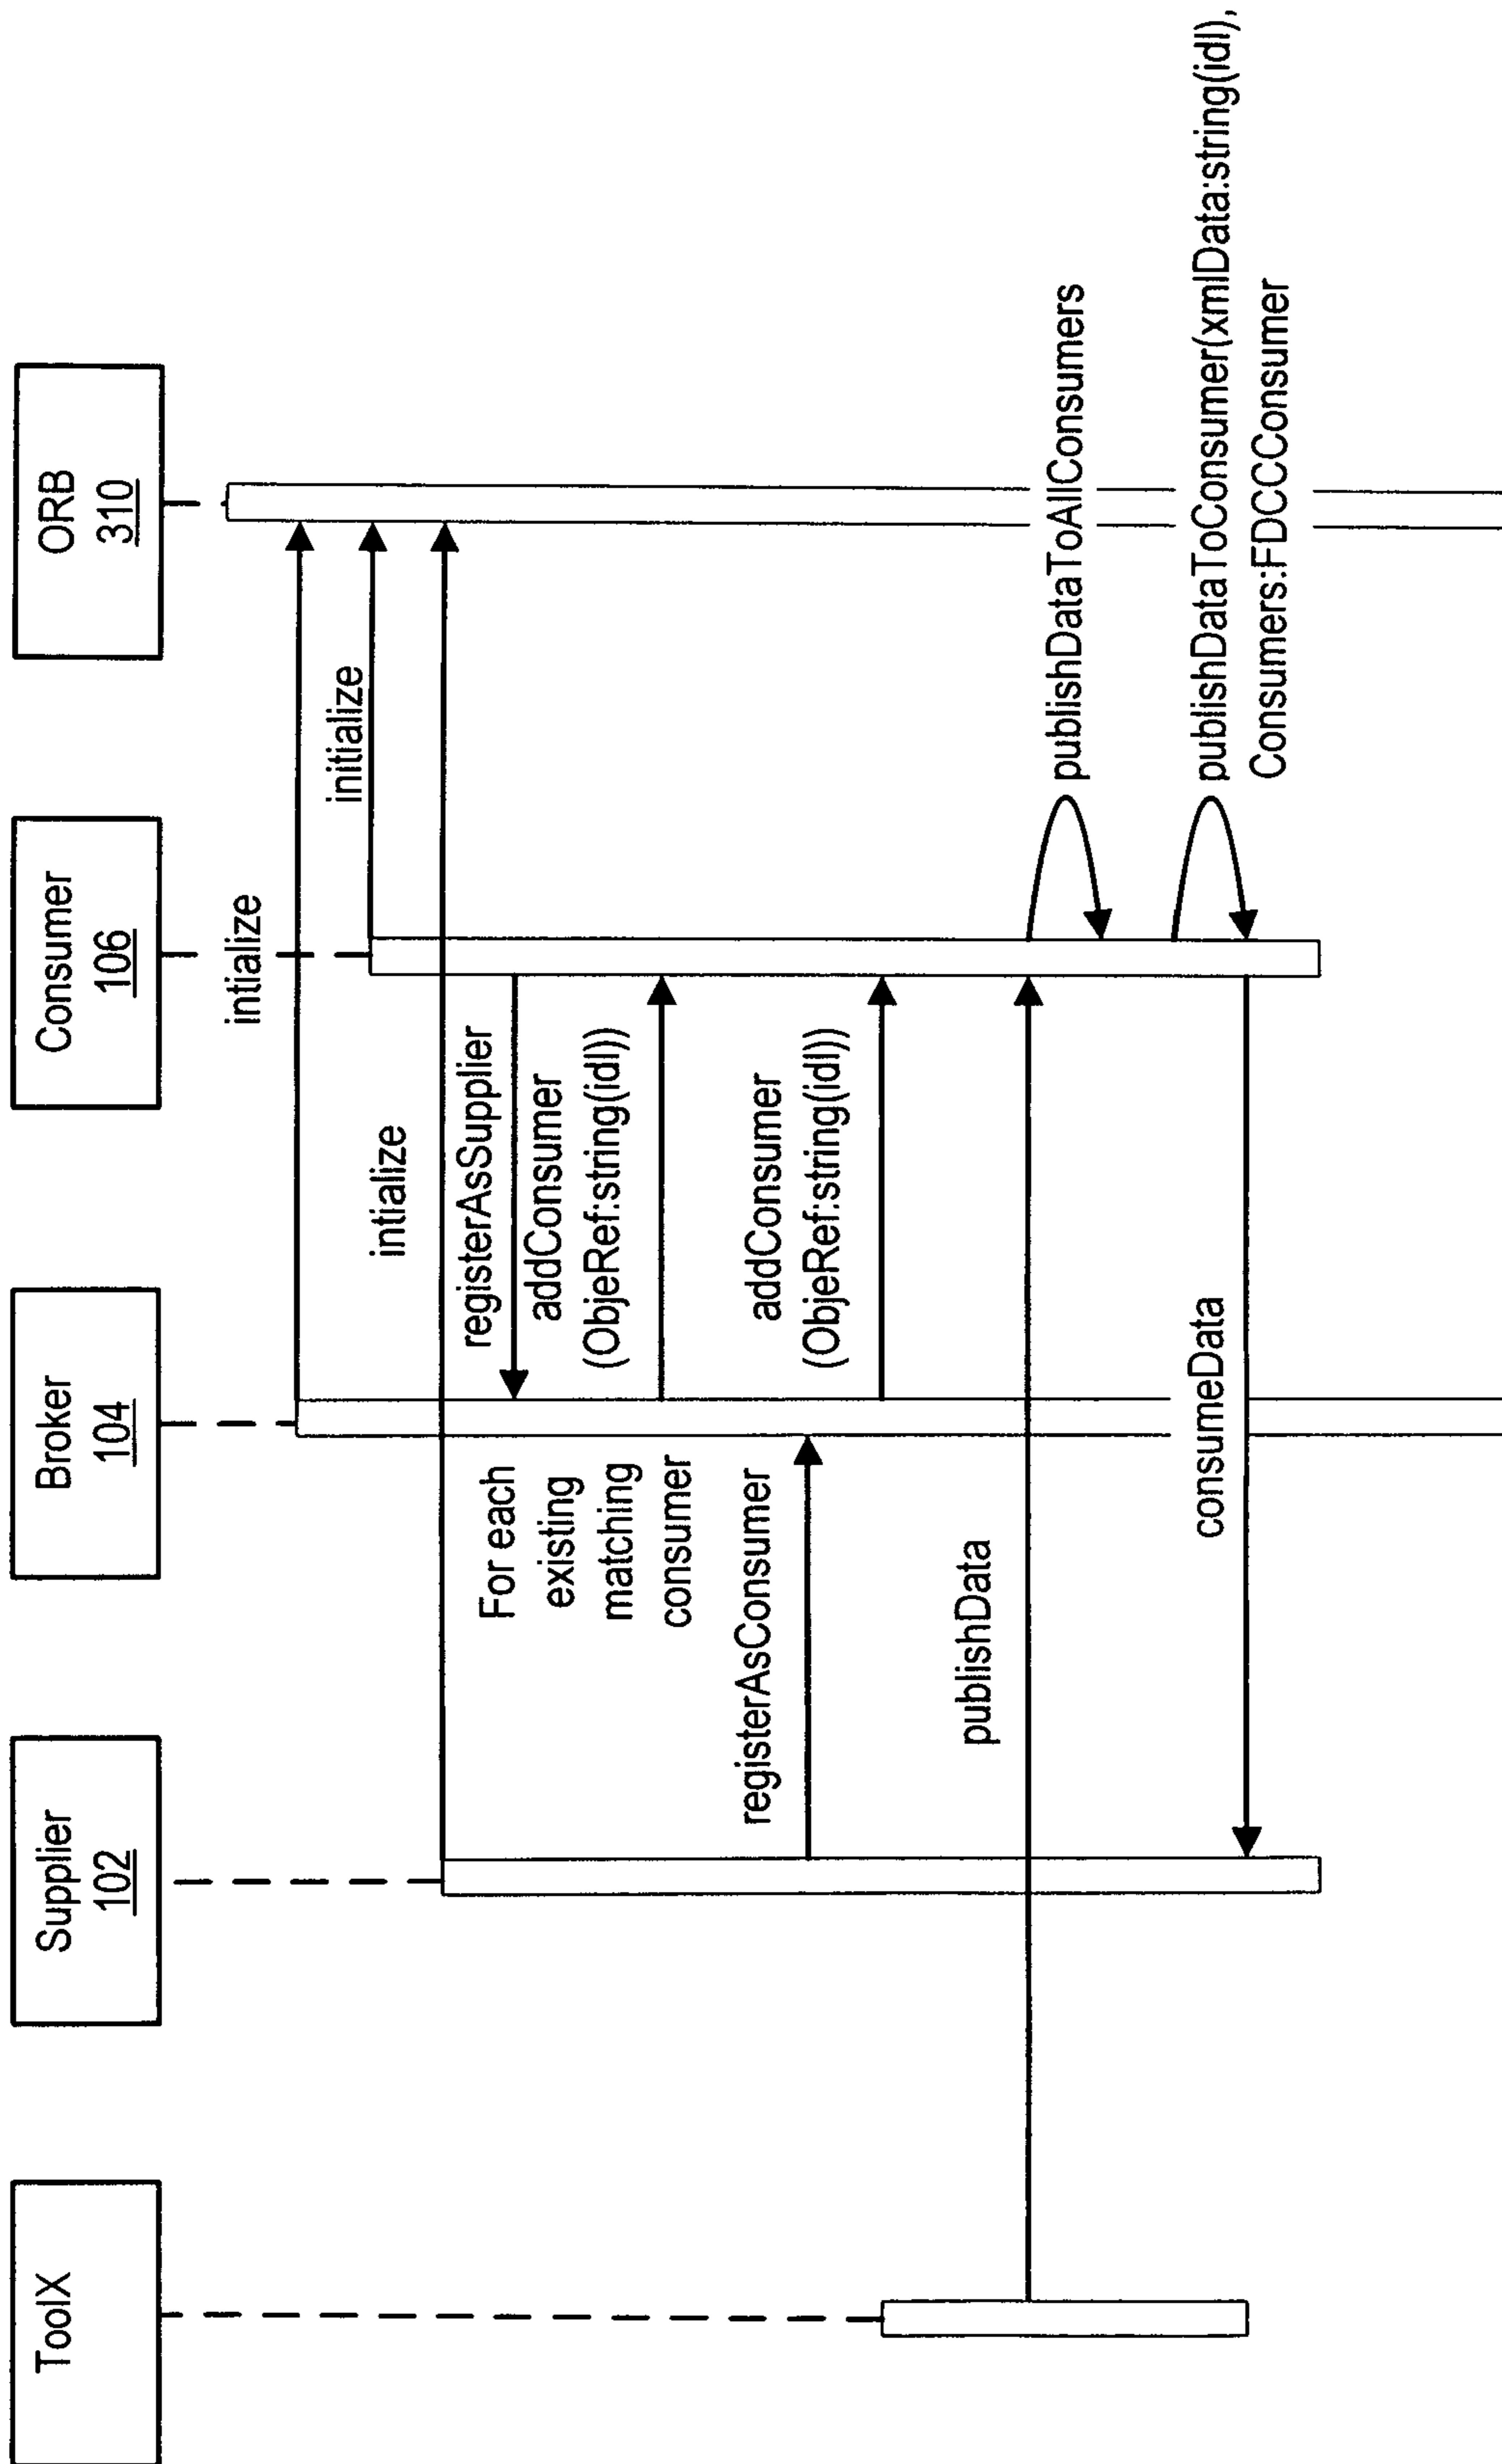 ToolX
Supplier
102
Broker
104
Consumer
106
ORB
310
intialize
initialize
intialize
registerAsSupplier
For each
existing
matching
consumer
addConsumer
(ObjeRef:string(idl))
registerAsConsumer
addConsumer
(ObjeRef:string(idl))
publishData
publishDataToAllConsumers
consumeData
publishDataToConsumer(xmlData:string(idl),
Consumers:FDCCConsumer